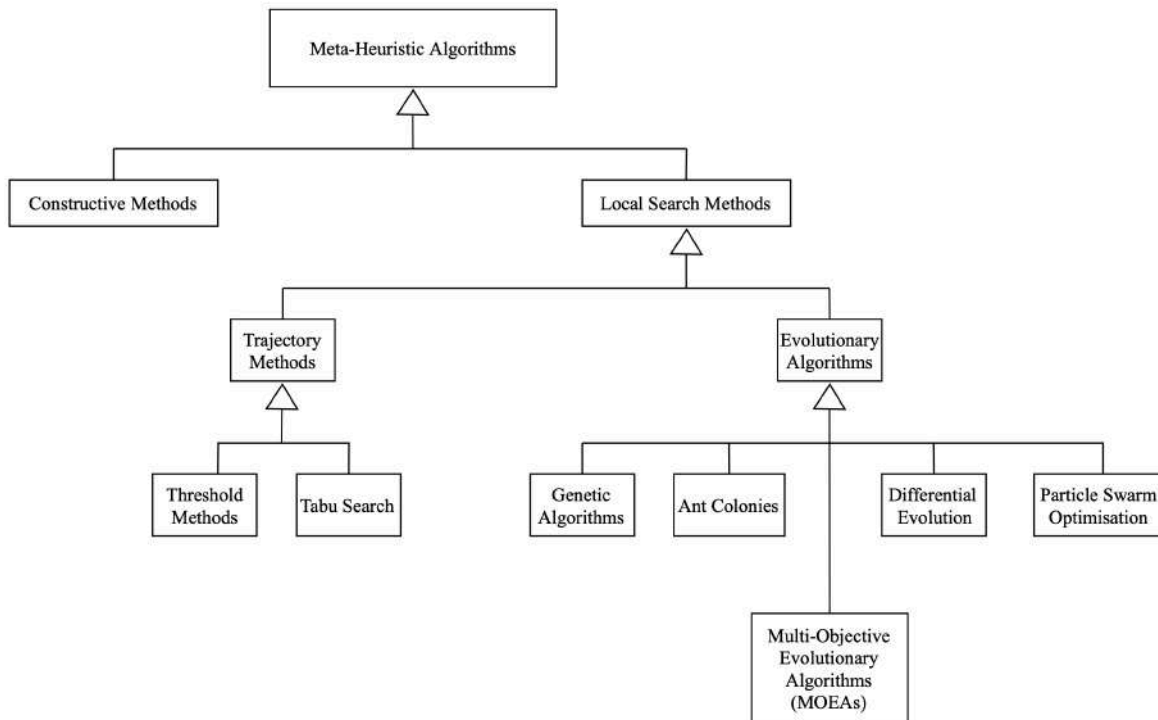 Meta-Heuristic Algorithms
Constructive Methods
Local Search Methods
Trajectory
Methods
Evolutionary
Algorithms
Threshold
Methods
Tabu Search
Genetic
Algorithms
Ant Colonies
Differential
Evolution
Particle Swarm
Optimisation
Multi-Objective
Evolutionary
Algorithms
(MOEAs)